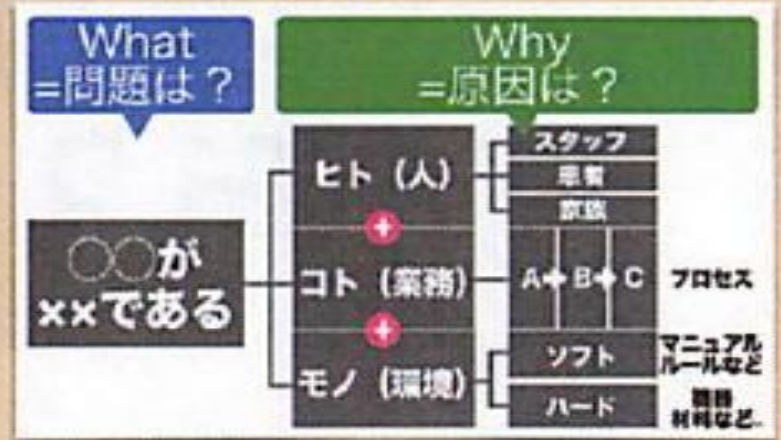 What
=問題は？
Why
=原因は？
○○が
××である
ヒト（人）
+
コト（業務）
+
モノ（環境）
スタッフ
患者
家族
A
B
C
プロセス
ソフト
マニュアル
ルールなど
ハード
材料など